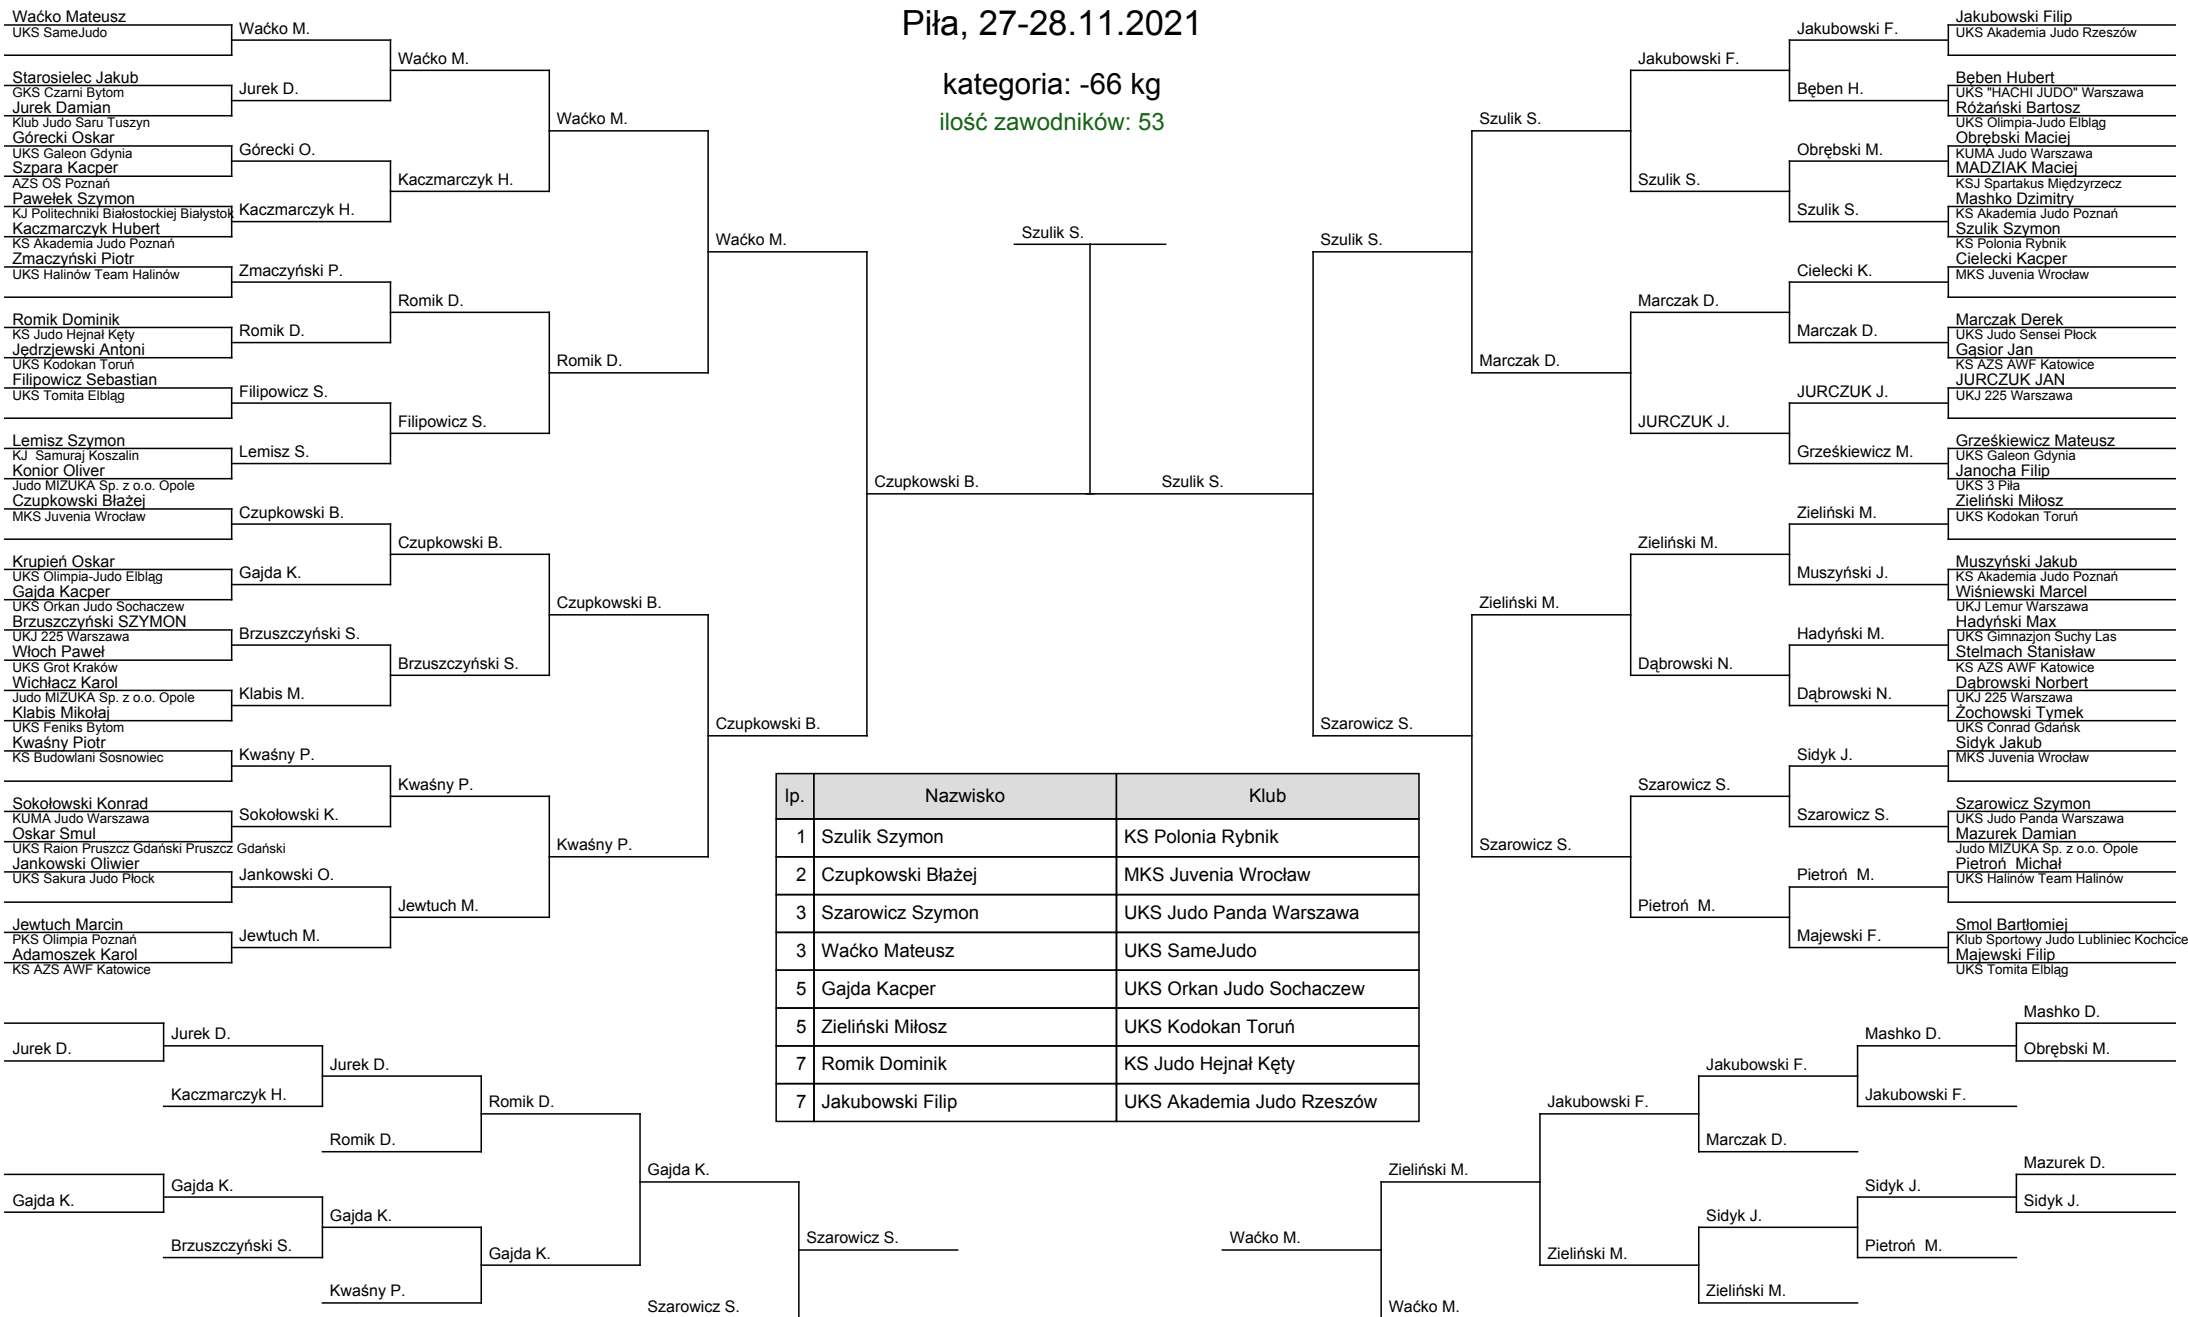 Piła, 27-28.11.2021
kategoria: -66 kg
ilość zawodników: 53
Waćko Mateusz
UKS SameJudo
Starosielec Jakub
GKS Czarni Bytom
Jurek Damian
Klub Judo Saru Tuszyn
Górecki Oskar
UKS Galeon Gdynia
Szpara Kacper
AZS OŚ Poznań
Pawełek Szymon
KJ Politechniki Białostockiej Białystok
Kaczmarczyk Hubert
KS Akademia Judo Poznań
Zmaczyński Piotr
UKS Halinów Team Halinów
Romik Dominik
KS Judo Hejnał Kęty
Jędrzjewski Antoni
UKS Kodokan Toruń
Filipowicz Sebastian
UKS Tomita Elbląg
Lemisz Szymon
KJ  Samuraj Koszalin
Konior Oliver
Judo MIZUKA Sp. z o.o. Opole
Czupkowski Błażej
MKS Juvenia Wrocław
Krupień Oskar
UKS Olimpia-Judo Elbląg
Gajda Kacper
UKS Orkan Judo Sochaczew
Brzuszczyński SZYMON
UKJ 225 Warszawa
Włoch Paweł
UKS Grot Kraków
Wichłacz Karol
Judo MIZUKA Sp. z o.o. Opole
Klabis Mikołaj
UKS Feniks Bytom
Kwaśny Piotr
KS Budowlani Sosnowiec
Sokołowski Konrad
KUMA Judo Warszawa
Oskar Smul
UKS Raion Pruszcz Gdański Pruszcz Gdański
Jankowski Oliwier
UKS Sakura Judo Płock
Jewtuch Marcin
PKS Olimpia Poznań
Adamoszek Karol
KS AZS AWF Katowice
Waćko M.
Jurek D.
Górecki O.
Kaczmarczyk H.
Zmaczyński P.
Romik D.
Filipowicz S.
Lemisz S.
Czupkowski B.
Gajda K.
Brzuszczyński S.
Klabis M.
Kwaśny P.
Sokołowski K.
Jankowski O.
Jewtuch M.
Waćko M.
Kaczmarczyk H.
Romik D.
Filipowicz S.
Czupkowski B.
Brzuszczyński S.
Kwaśny P.
Jewtuch M.
Waćko M.
Romik D.
Czupkowski B.
Kwaśny P.
Waćko M.
Czupkowski B.
Czupkowski B.
Szulik S.
Szulik S.
Szulik S.
Szarowicz S.
Szulik S.
Marczak D.
Zieliński M.
Szarowicz S.
Jakubowski F.
Szulik S.
Marczak D.
JURCZUK J.
Zieliński M.
Dąbrowski N.
Szarowicz S.
Pietroń  M.
Jakubowski F.
Bęben H.
Obrębski M.
Szulik S.
Cielecki K.
Marczak D.
JURCZUK J.
Grześkiewicz M.
Zieliński M.
Muszyński J.
Hadyński M.
Dąbrowski N.
Sidyk J.
Szarowicz S.
Pietroń  M.
Majewski F.
Jakubowski Filip
UKS Akademia Judo Rzeszów
Bęben Hubert
UKS "HACHI JUDO" Warszawa
Różański Bartosz
UKS Olimpia-Judo Elbląg
Obrębski Maciej
KUMA Judo Warszawa
MADZIAK Maciej
KSJ Spartakus Międzyrzecz
Mashko Dzimitry
KS Akademia Judo Poznań
Szulik Szymon
KS Polonia Rybnik
Cielecki Kacper
MKS Juvenia Wrocław
Marczak Derek
UKS Judo Sensei Płock
Gąsior Jan
KS AZS AWF Katowice
JURCZUK JAN
UKJ 225 Warszawa
Grześkiewicz Mateusz
UKS Galeon Gdynia
Janocha Filip
UKS 3 Piła
Zieliński Miłosz
UKS Kodokan Toruń
Muszyński Jakub
KS Akademia Judo Poznań
Wiśniewski Marcel
UKJ Lemur Warszawa
Hadyński Max
UKS Gimnazjon Suchy Las
Stelmach Stanisław
KS AZS AWF Katowice
Dąbrowski Norbert
UKJ 225 Warszawa
Żochowski Tymek
UKS Conrad Gdańsk
Sidyk Jakub
MKS Juvenia Wrocław
Szarowicz Szymon
UKS Judo Panda Warszawa
Mazurek Damian
Judo MIZUKA Sp. z o.o. Opole
Pietroń  Michał
UKS Halinów Team Halinów
Smol Bartłomiej
Klub Sportowy Judo Lubliniec Kochcice
Majewski Filip
UKS Tomita Elbląg
lp. Nazwisko Klub
1 Szulik Szymon KS Polonia Rybnik
2 Czupkowski Błażej MKS Juvenia Wrocław
3 Szarowicz Szymon UKS Judo Panda Warszawa
3 Waćko Mateusz UKS SameJudo
5 Gajda Kacper UKS Orkan Judo Sochaczew
5 Zieliński Miłosz UKS Kodokan Toruń
7 Romik Dominik KS Judo Hejnał Kęty
7 Jakubowski Filip UKS Akademia Judo Rzeszów
Jurek D.
Gajda K.
Jurek D.
Kaczmarczyk H.
Gajda K.
Brzuszczyński S.
Jurek D.
Romik D.
Gajda K.
Kwaśny P.
Romik D.
Gajda K.
Gajda K.
Szarowicz S.
Szarowicz S.
Waćko M.
Zieliński M.
Waćko M.
Jakubowski F.
Zieliński M.
Jakubowski F.
Marczak D.
Sidyk J.
Zieliński M.
Mashko D.
Jakubowski F.
Sidyk J.
Pietroń  M.
Mashko D.
Obrębski M.
Mazurek D.
Sidyk J.